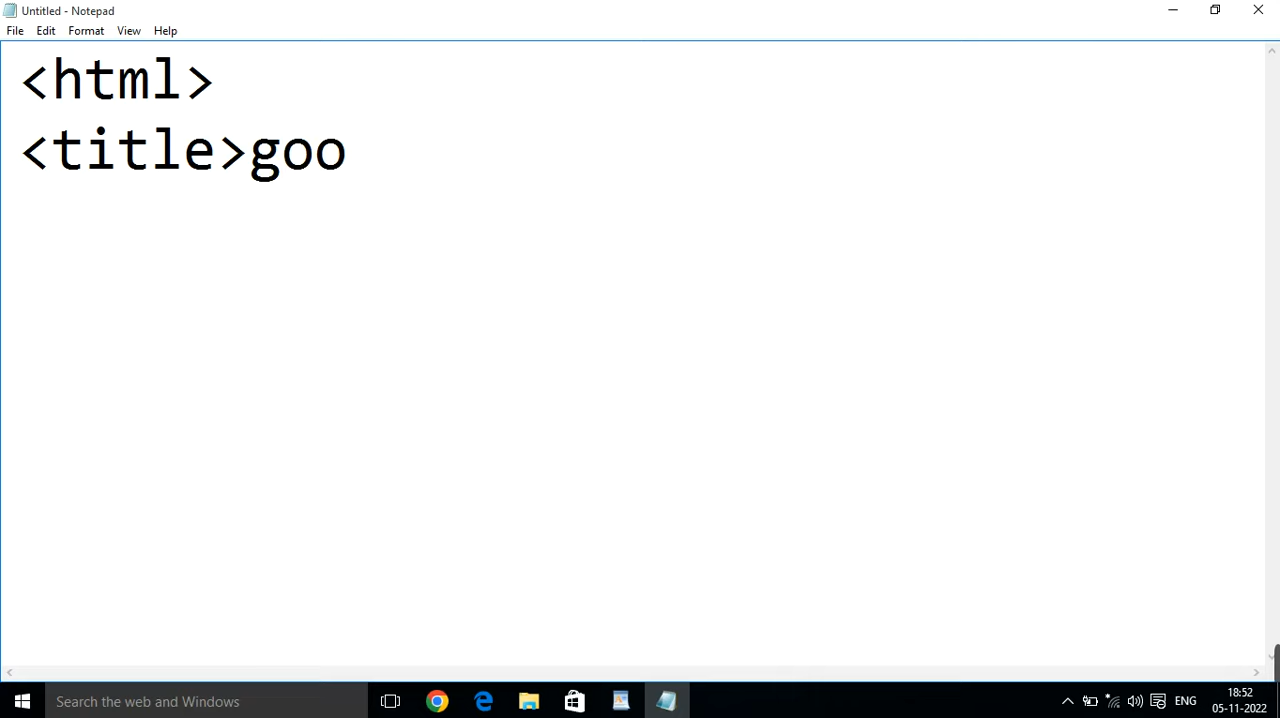 Untitled - Notepad
File Edit Format View Help
<html>
<title>goo
Search the web and Windows
ENG
18:52
05-11-2022